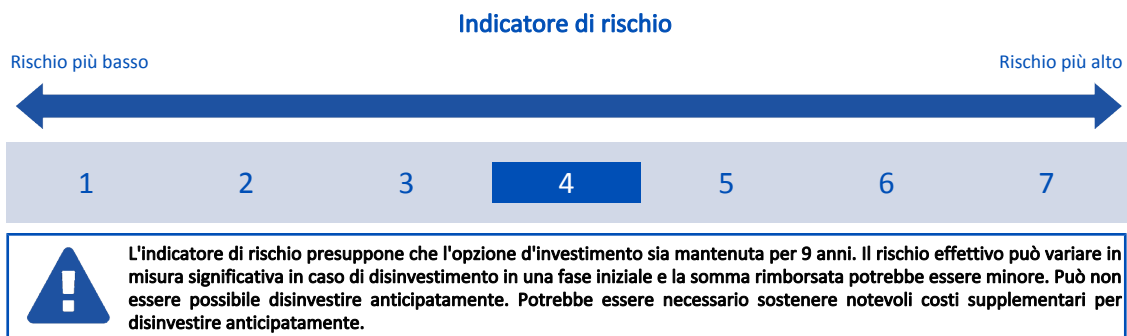 Indicatore di rischio
Rischio più basso
Rischio più alto
1 2 3 4 5 6 7
L'indicatore di rischio presuppone che l'opzione d'investimento sia mantenuta per 9 anni. Il rischio effettivo può variare in
misura significativa in caso di disinvestimento in una fase iniziale e la somma rimborsata potrebbe essere minore. Può non
essere possibile disinvestire anticipatamente. Potrebbe essere necessario sostenere notevoli costi supplementari per
disinvestire anticipatamente.